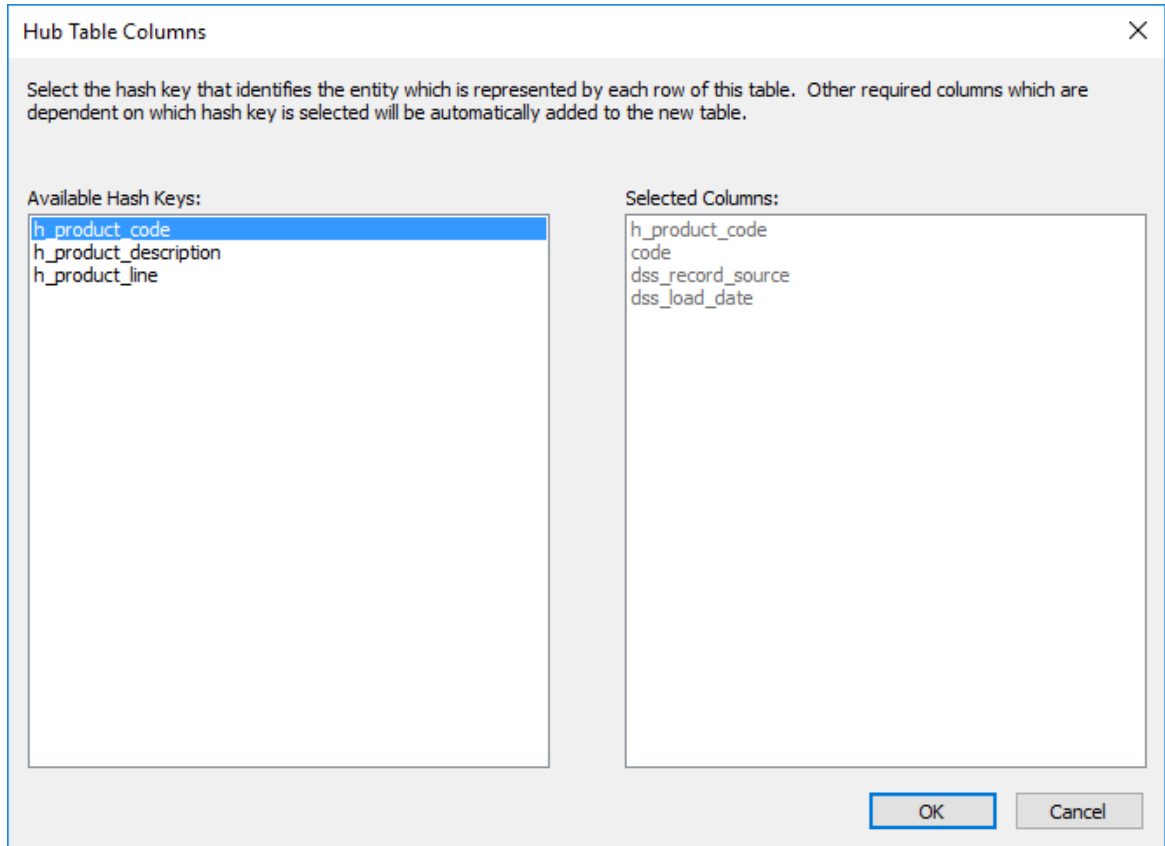 Hub Table Columns
Select the hash key that identifies the entity which is represented by each row of this table.  Other required columns which are
dependent on which hash key is selected will be automatically added to the new table.
Available Hash Keys:
h_product_code
h_product_description
h_product_line
Selected Columns:
h_product_code
code
dss_record_source
dss_load_date
OK
Cancel